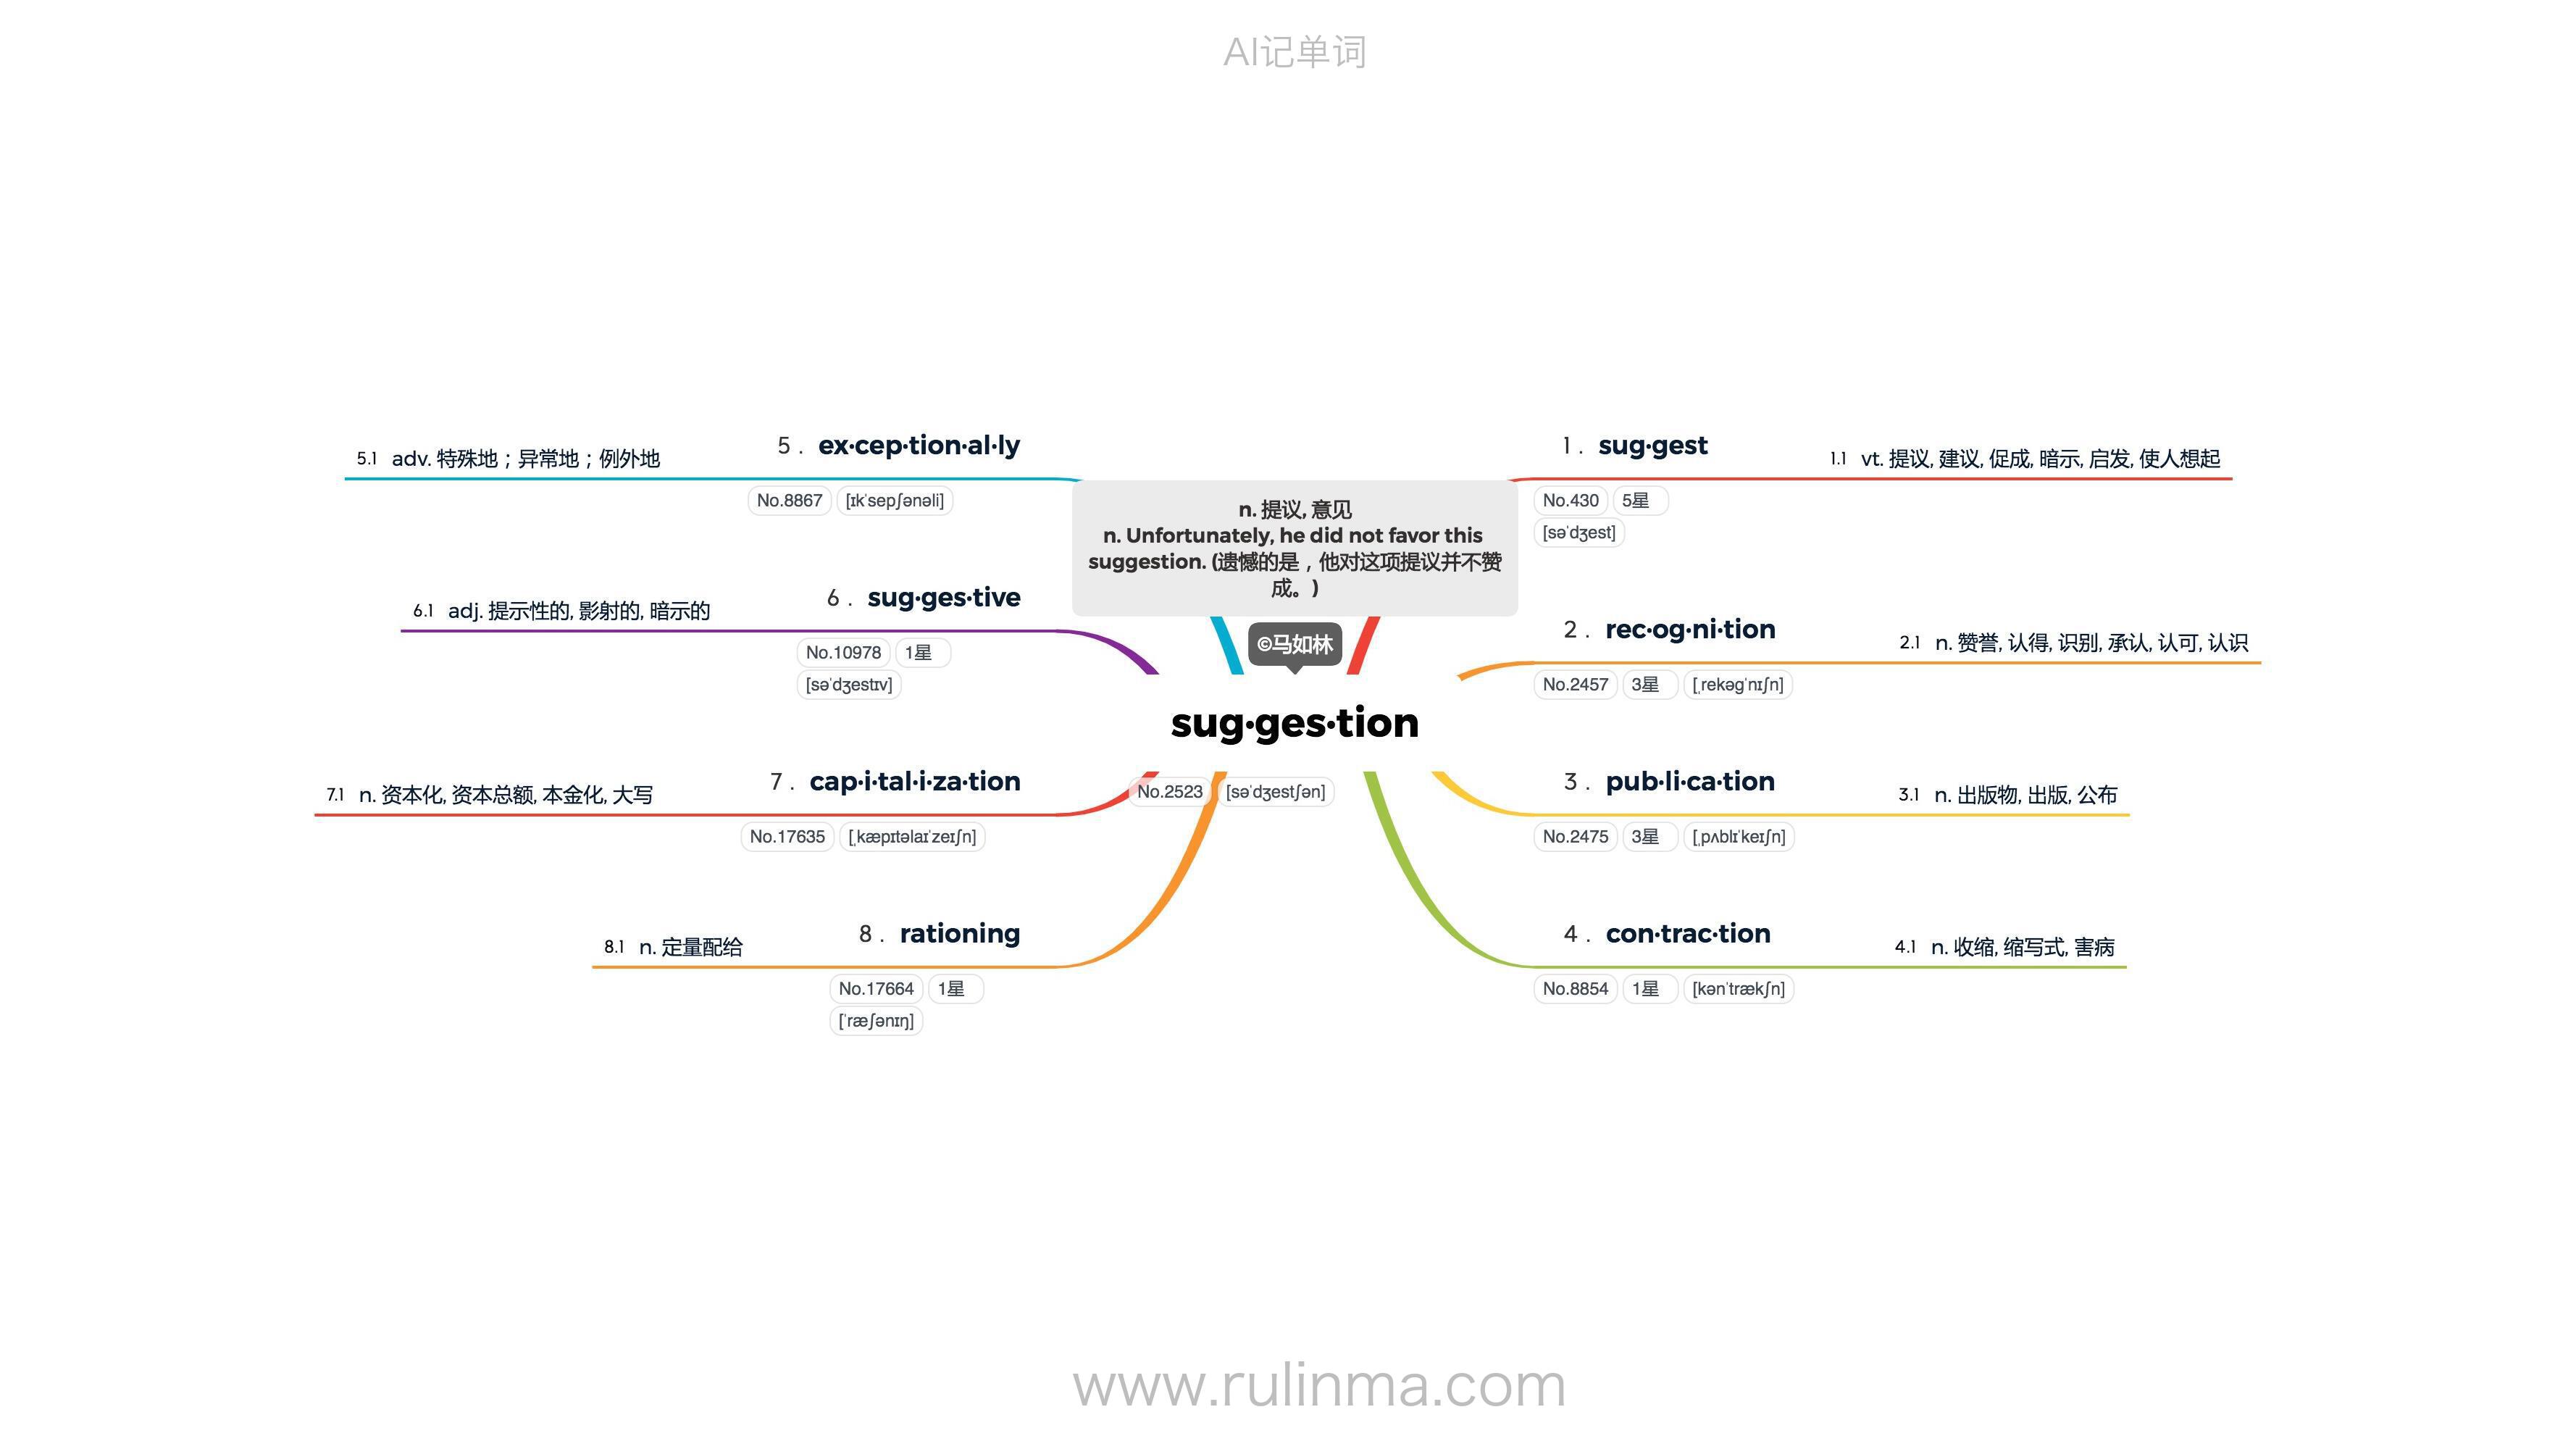 AI记单词
n. 提议, 意见
n. Unfortunately, he did not favor this
suggestion. (遗憾的是，他对这项提议并不赞
成。)
©马如林
sug·ges·tion
No.2523 [səˈdʒestʃən]
1. sug·gest
1.1 vt. 提议, 建议, 促成, 暗示, 启发, 使人想起
No.430 5星
[səˈdʒest]
2. rec·og·ni·tion
2.1 n. 赞誉, 认得, 识别, 承认, 认可, 认识
No.2457 3星 [ˌrekəgˈnɪʃn]
3. pub·li·ca·tion
3.1 n. 出版物, 出版, 公布
No.2475 3星 [ˌpʌblɪˈkeɪʃn]
4. con·trac·tion
4.1 n. 收缩, 缩写式, 害病
No.8854 1星 [kənˈtrækʃn]
5. ex·cep·tion·al·ly
5.1 adv. 特殊地；异常地；例外地
No.8867 [ɪkˈsepʃənəli]
6. sug·ges·tive
6.1 adj. 提示性的, 影射的, 暗示的
No.10978 1星
[səˈdʒestɪv]
7. cap·i·tal·i·za·tion
7.1 n. 资本化, 资本总额, 本金化, 大写
No.17635 [ˌkæpɪtəlaɪˈzeɪʃn]
8. rationing
8.1 n. 定量配给
No.17664 1星
[ˈræʃənɪŋ]
www.rulinma.com